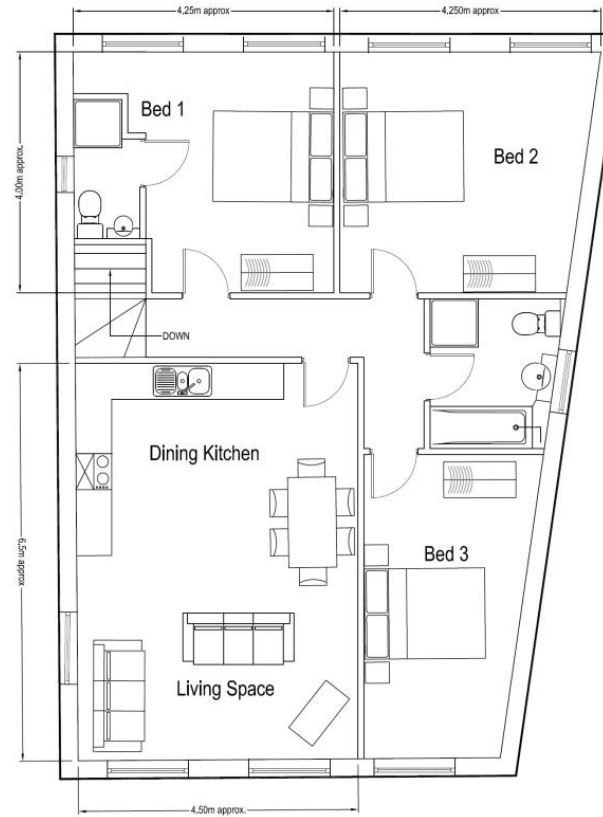 4,25m approx
4,250m approx
Bed 1
Bed 2
4,00m approx.
DOWN
Dining Kitchen
6,5m approx
Bed 3
Living Space
4,50m approx.